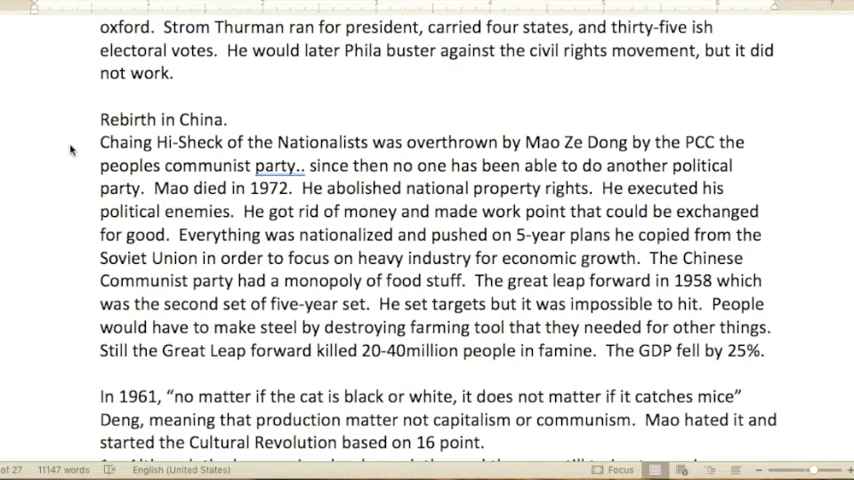 oxford.  Strom Thurman ran for president, carried four states, and thirty-five ish
electoral votes.  He would later Phila buster against the civil rights movement, but it did
not work.
Rebirth in China.
Chaing Hi-Sheck of the Nationalists was overthrown by Mao Ze Dong by the PCC the
peoples communist party.. since then no one has been able to do another political
party.  Mao died in 1972.  He abolished national property rights.  He executed his
political enemies.  He got rid of money and made work point that could be exchanged
for good.  Everything was nationalized and pushed on 5-year plans he copied from the
Soviet Union in order to focus on heavy industry for economic growth.  The Chinese
Communist party had a monopoly of food stuff.  The great leap forward in 1958 which
was the second set of five-year set.  He set targets but it was impossible to hit.  People
would have to make steel by destroying farming tool that they needed for other things.
Still the Great Leap forward killed 20-40million people in famine.  The GDP fell by 25%.
In 1961, “no matter if the cat is black or white, it does not matter if it catches mice”
Deng, meaning that production matter not capitalism or communism.  Mao hated it and
started the Cultural Revolution based on 16 point.
of 27 11147 words English (United States) Focus